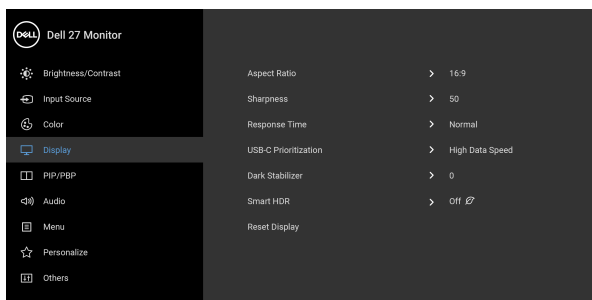 DELL Dell 27 Monitor
Brightness/Contrast
Input Source
Color
Display
PIP/PBP
Audio
Menu
Personalize
Others
Aspect Ratio > 16:9
Sharpness > 50
Response Time > Normal
USB-C Prioritization > High Data Speed
Dark Stabilizer > 0
Smart HDR > Off
Reset Display